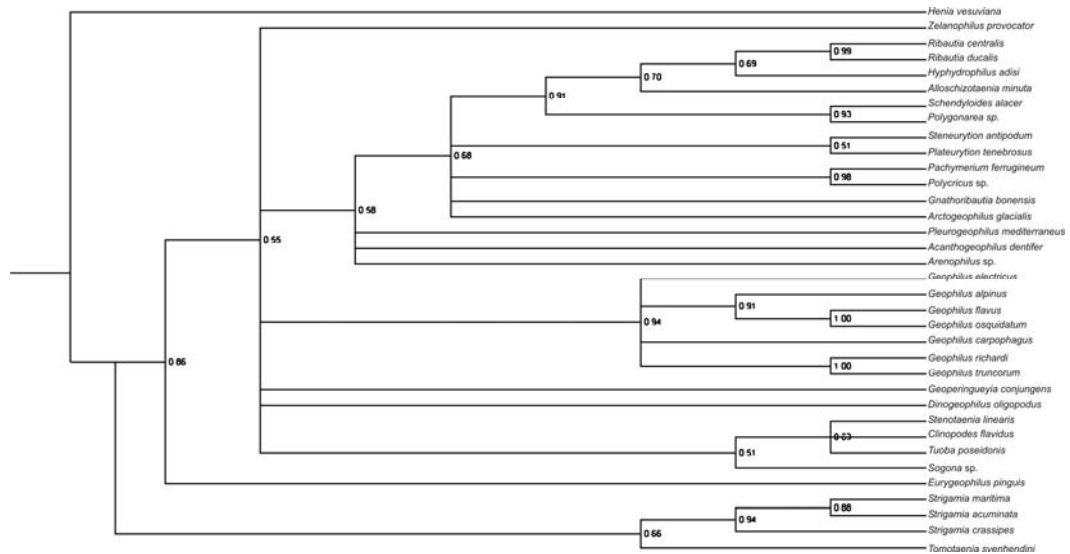 Henia vesuviana
Zelanophilus provocator
Ribautia centralis
0.99
Ribautia ducalis
0.69
Hyphydrophilus adisi
0.70
Alloschizotaenia minuta
0.91
Schendyloides alacer
0.93
Polygonarea sp.
Steneurytion antipodum
0.51
Plateurytion tenebrosus
0.68
Pachymerium ferrugineum
0.98
Polycricus sp.
Gnathoribautia bonensis
0.58
Arctogeophilus glacialis
Pleurogeophilus mediterraneus
0.55
Acanthogeophilus dentifer
Arenophilus sp.
Geophilus electricus
Geophilus alpinus
0.91
Geophilus flavus
1.00
Geophilus osquidatum
0.94
Geophilus carpophagus
Geophilus richardi
1.00
Geophilus truncorum
0.86
Geoperingueyia conjungens
Dinogeophilus oligopodus
Stenotaenia linearis
Clinopodes flavidus
Tuoba poseidonis
0.51
Sogona sp.
Eurygeophilus pinguis
Strigamia maritima
0.88
Strigamia acuminata
0.94
Strigamia crassipes
0.66
Tomotaenia svenhendini